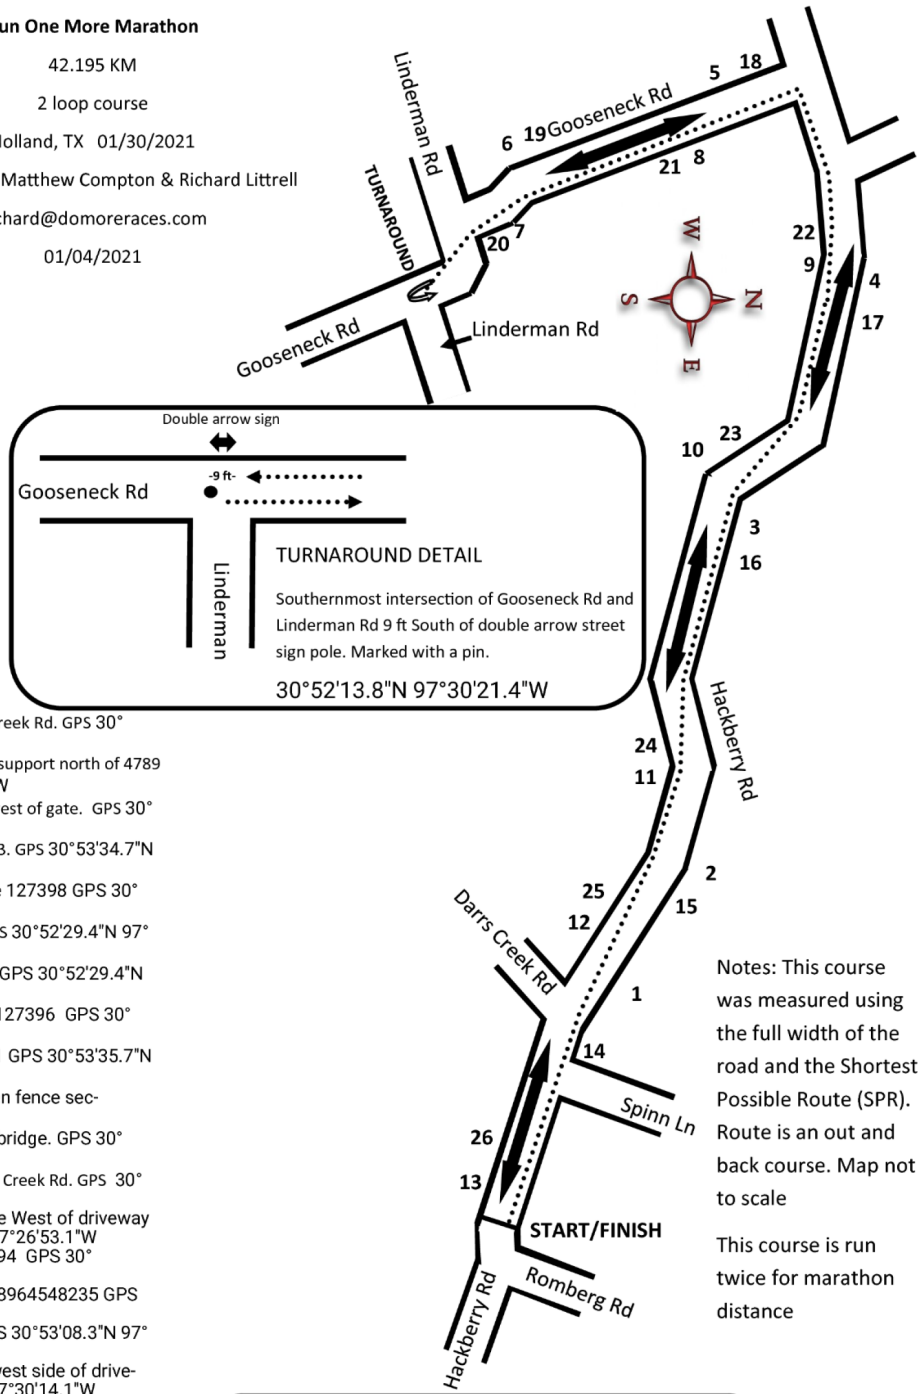 un One More Marathon
42.195 KM
2 loop course
Holland, TX 01/30/2021
Matthew Compton & Richard Littrell
chard@domoreraces.com
01/04/2021
Linderman Rd
TURNAROUND
6
19
Gooseneck Rd
5
18
21
8
20
7
Gooseneck Rd
Linderman Rd
W
S
N
E
22
9
4
17
10
23
3
16
Double arrow sign
-9 ft-
Gooseneck Rd
Linderman
TURNAROUND DETAIL
Southernmost intersection of Gooseneck Rd and
Linderman Rd 9 ft South of double arrow street
sign pole. Marked with a pin.
30°52'13.8"N 97°30'21.4"W
Hackberry Rd
24
11
2
15
25
12
Darrs Creek Rd
1
14
Spinn Ln
26
13
START/FINISH
Romberg Rd
Hackberry Rd
reek Rd. GPS 30°
support north of 4789
W
est of gate. GPS 30°
3. GPS 30°53'34.7"N
e 127398 GPS 30°
S 30°52'29.4"N 97°
GPS 30°52'29.4"N
127396 GPS 30°
GPS 30°53'35.7"N
n fence sec-
bridge. GPS 30°
Creek Rd. GPS 30°
e West of driveway
7°26'53.1"W
94 GPS 30°
3964548235 GPS
S 30°53'08.3"N 97°
west side of drive-
7°30'14.1"W
Notes: This course
was measured using
the full width of the
road and the Shortest
Possible Route (SPR).
Route is an out and
back course. Map not
to scale
This course is run
twice for marathon
distance